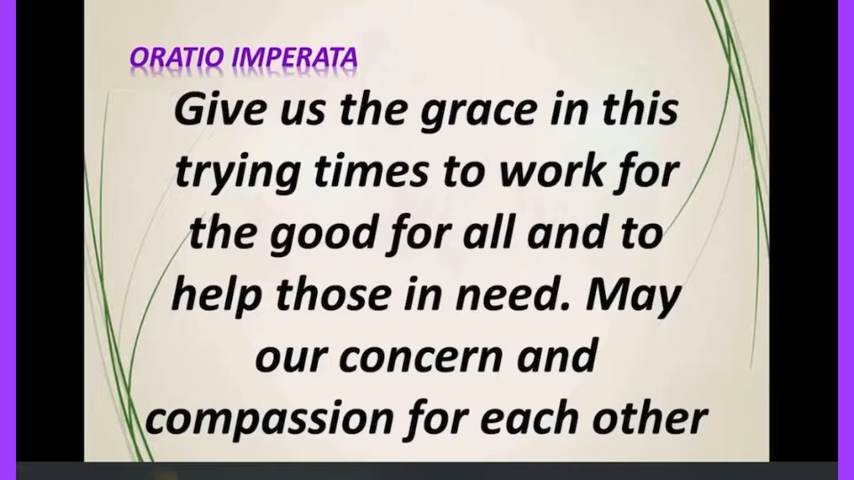 ORATIO IMPERATA
Give us the grace in this
trying times to work for
the good for all and to
help those in need. May
our concern and
compassion for each other